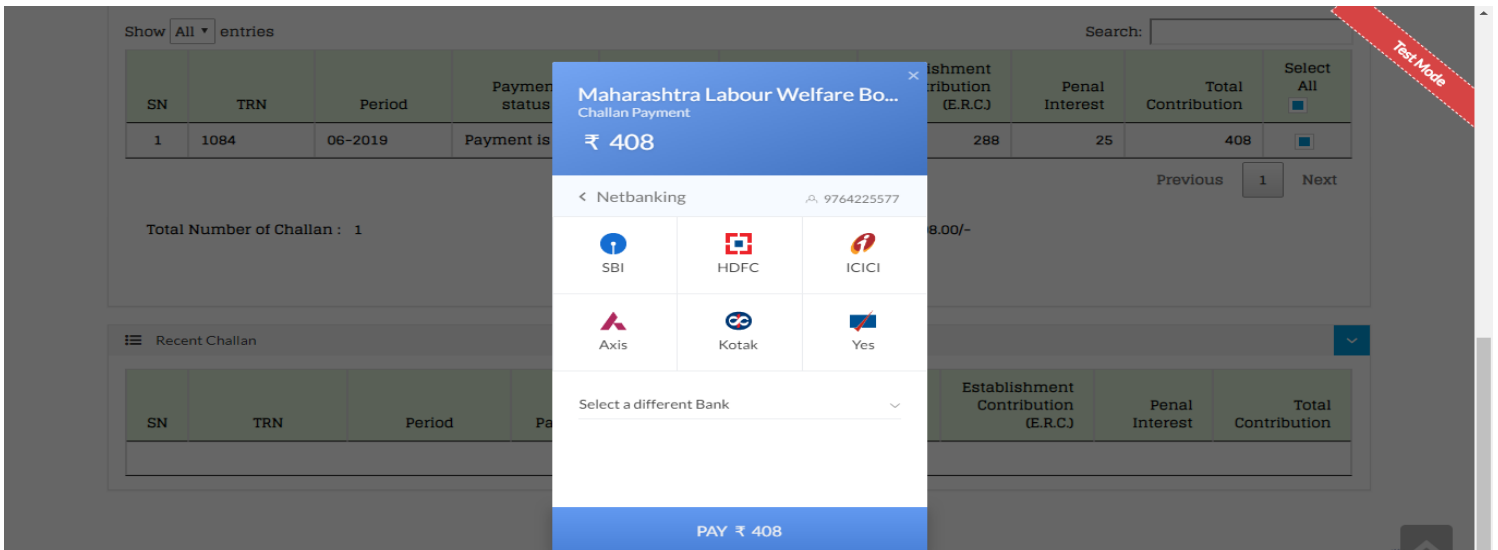 Show All entries
Search:
Test Mode
SN TRN Period Paymen status ishment tribution (E.R.C.) Penal Interest Total Contribution Select All
1 1084 06-2019 Payment is 288 25 408
Previous 1 Next
Total Number of Challan : 1 8.00/-
Maharashtra Labour Welfare Bo...
Challan Payment
₹ 408
Netbanking 9764225577
SBI HDFC ICICI
Axis Kotak Yes
Select a different Bank
PAY ₹ 408
Recent Challan
SN TRN Period Pa Establishment Contribution (E.R.C.) Penal Interest Total Contribution